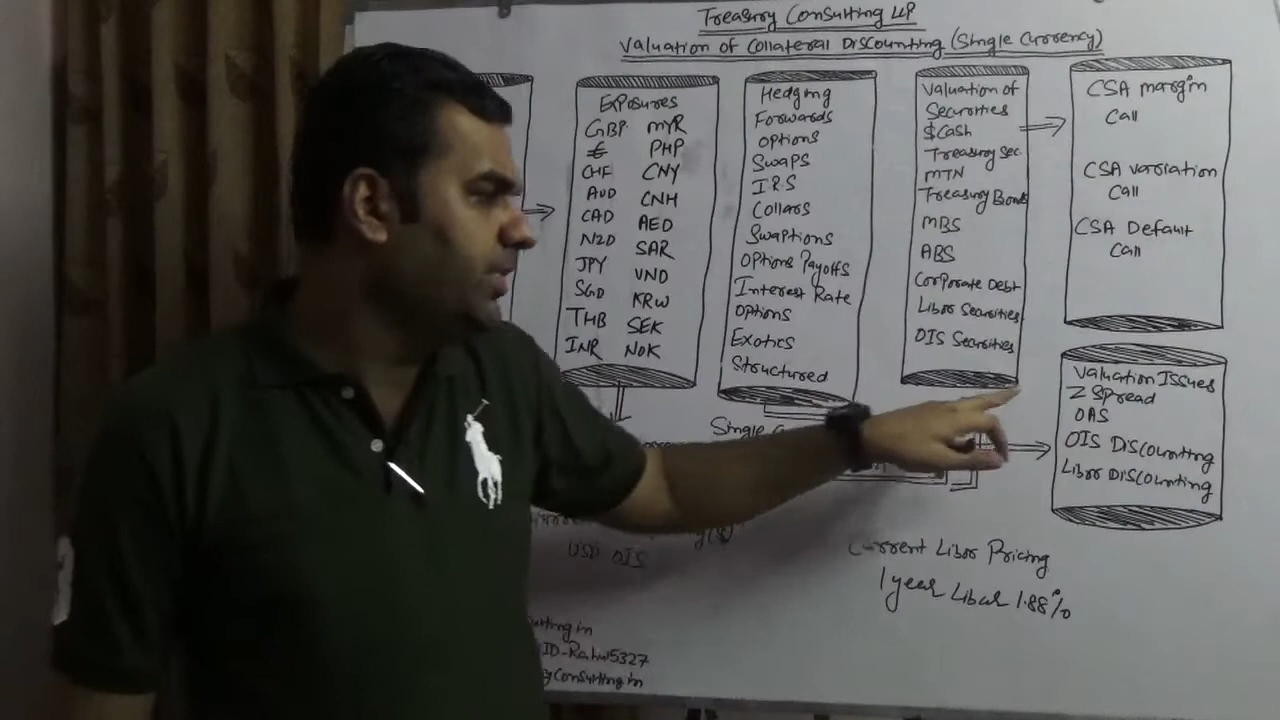 Treasury Consulting LLP
Valuation of Collateral Discounting (Single Currency)
Exposures
GBP MYR
€ PHP
CHF CNY
AUD CNH
CAD AED
NZD SAR
JPY VND
SGD KRW
THB SEK
INR NOK
Hedging
Forwards
Options
Swaps
IRS
Collars
Swaptions
Options Payoffs
Interest Rate
Options
Exotics
Structured
Valuation of
Securities
$ Cash
Treasury Sec
MTN
Treasury Bonds
MBS
ABS
Corporate Debt
Libor Securities
OIS Securities
CSA margin
Call
CSA variation
Call
CSA Default
Call
Valuation Issues
Z Spread
OAS
OIS Discounting
Libor Discounting
Single
USD OIS
Current Libor Pricing
1 year Libor 1.88%
ID-Rahul5327